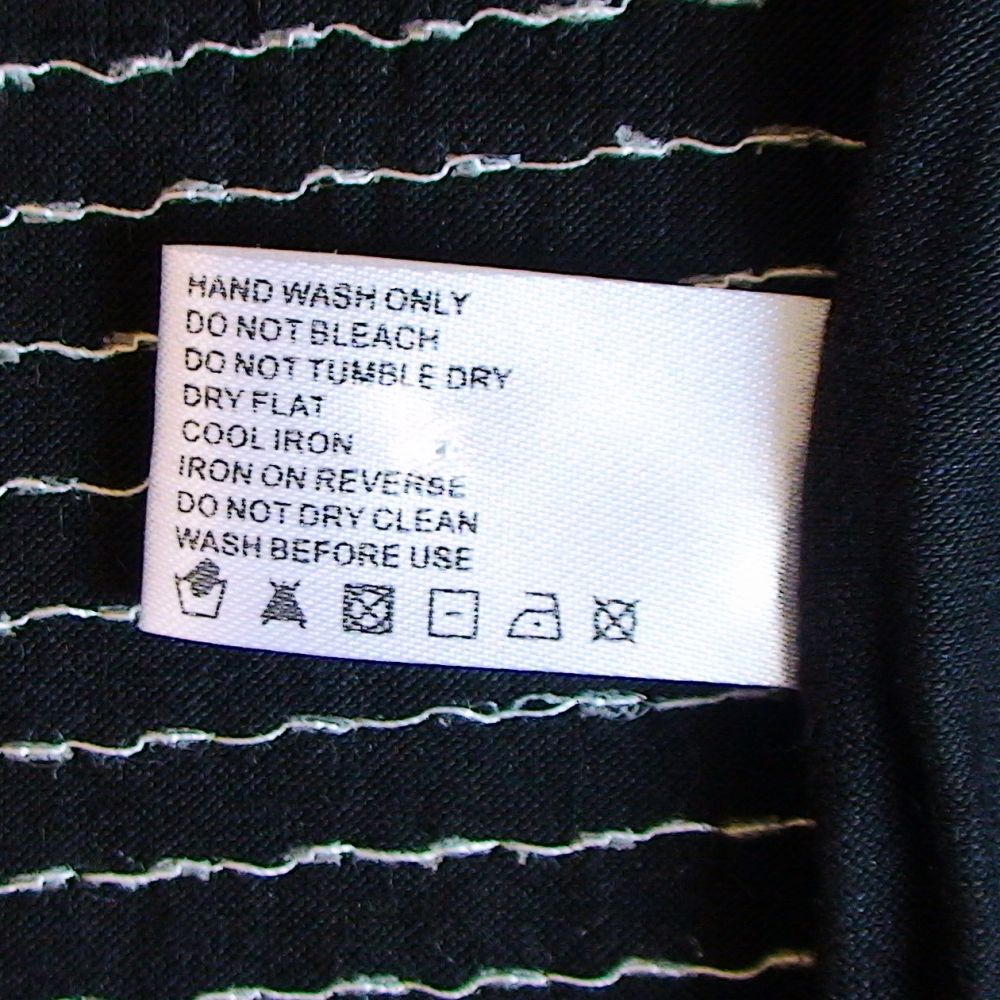 HAND WASH ONLY
DO NOT BLEACH
DO NOT TUMBLE DRY
DRY FLAT
COOL IRON
IRON ON REVERSE
DO NOT DRY CLEAN
WASH BEFORE USE